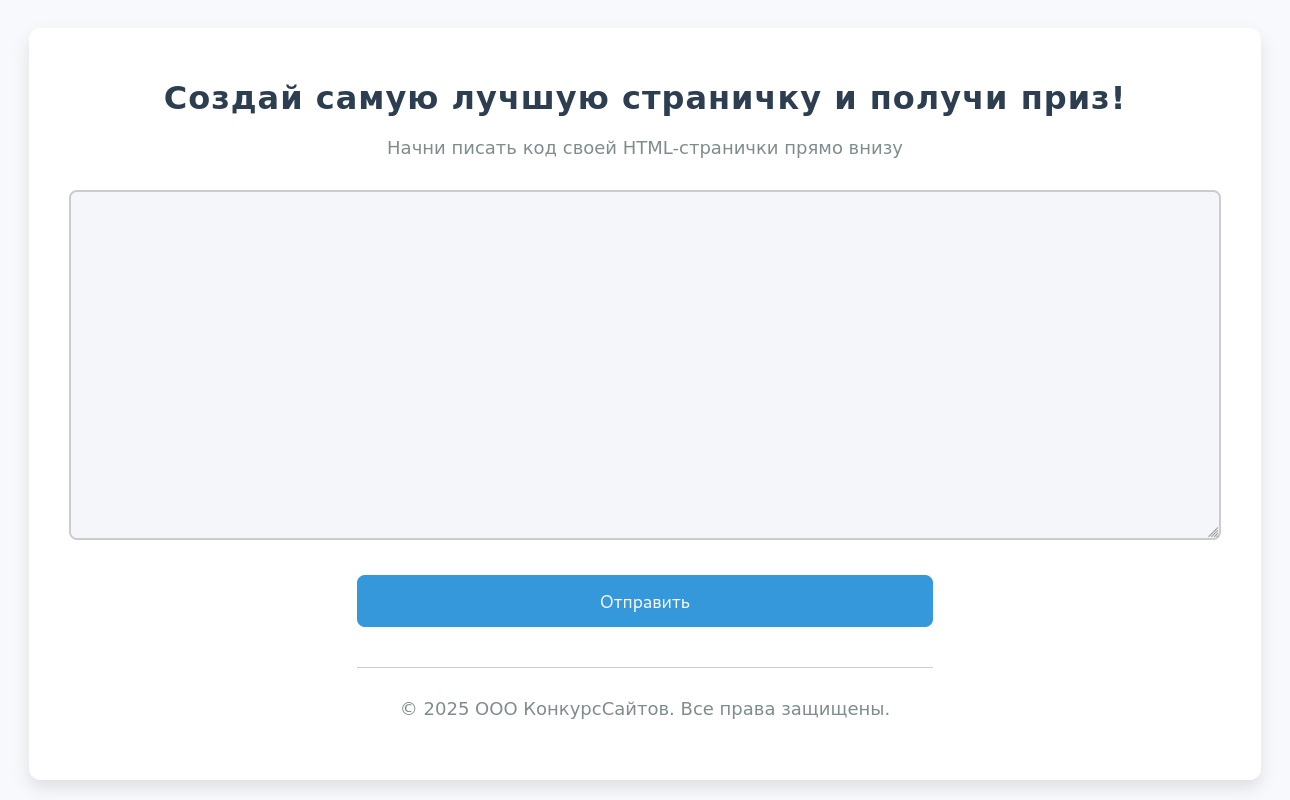 Создай самую лучшую страничку и получи приз!
Начни писать код своей HTML-странички прямо внизу
Отправить
© 2025 ООО КонкурсСайтов. Все права защищены.